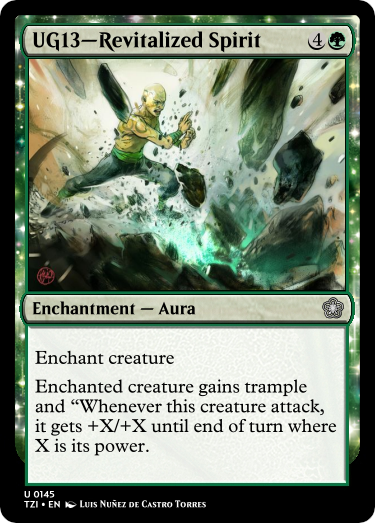 UG13—Revitalized Spirit 4
Enchantment — Aura
Enchant creature
Enchanted creature gains trample
and “Whenever this creature attack,
it gets +X/+X until end of turn where
X is its power.
U 0145
TZI • EN Luis Nuñez de Castro Torres